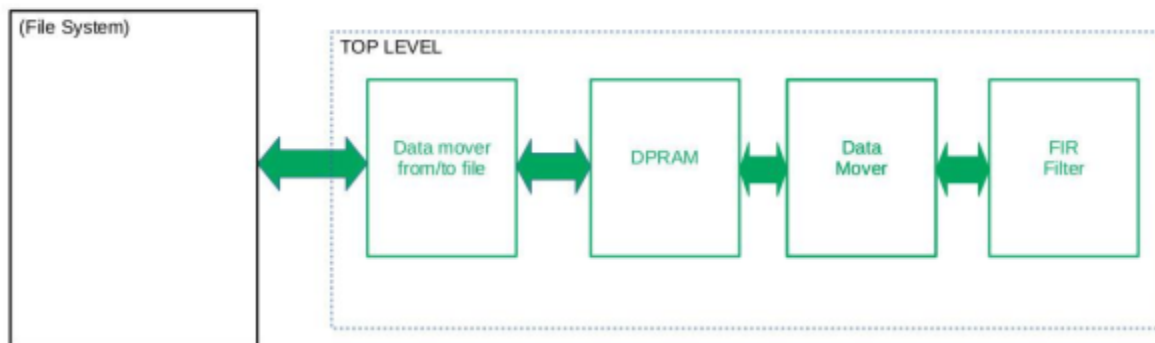 (File System)
TOP LEVEL
Data mover
from/to file
DPRAM
Data
Mover
FIR
Filter